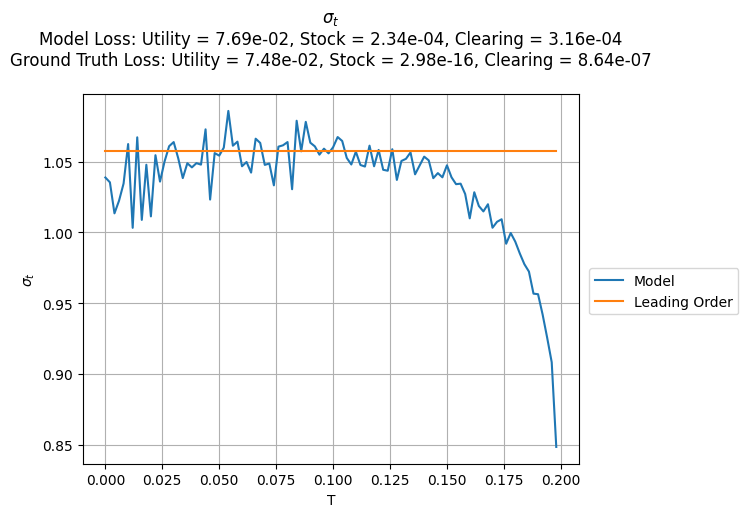 σt
Model Loss: Utility = 7.69e-02, Stock = 2.34e-04, Clearing = 3.16e-04
Ground Truth Loss: Utility = 7.48e-02, Stock = 2.98e-16, Clearing = 8.64e-07
1.05
1.00
0.95
0.90
0.85
σt
Model
Leading Order
0.000 0.025 0.050 0.075 0.100 0.125 0.150 0.175 0.200
T